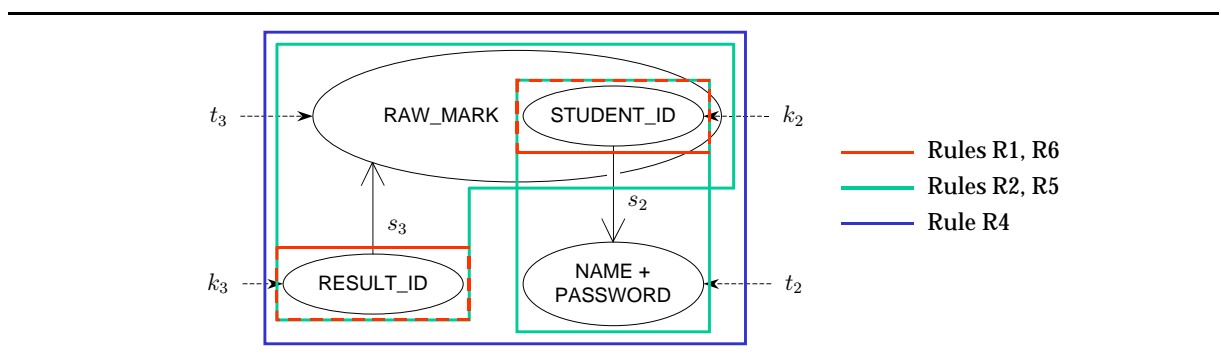 t₃
RAW_MARK
STUDENT_ID
k₂
Rules R1, R6
Rules R2, R5
s₂
s₃
Rule R4
k₃
RESULT_ID
NAME +
PASSWORD
t₂